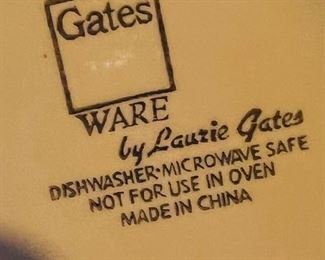 Gates
WARE
by Laurie Gates
DISHWASHER•MICROWAVE SAFE
NOT FOR USE IN OVEN
MADE IN CHINA